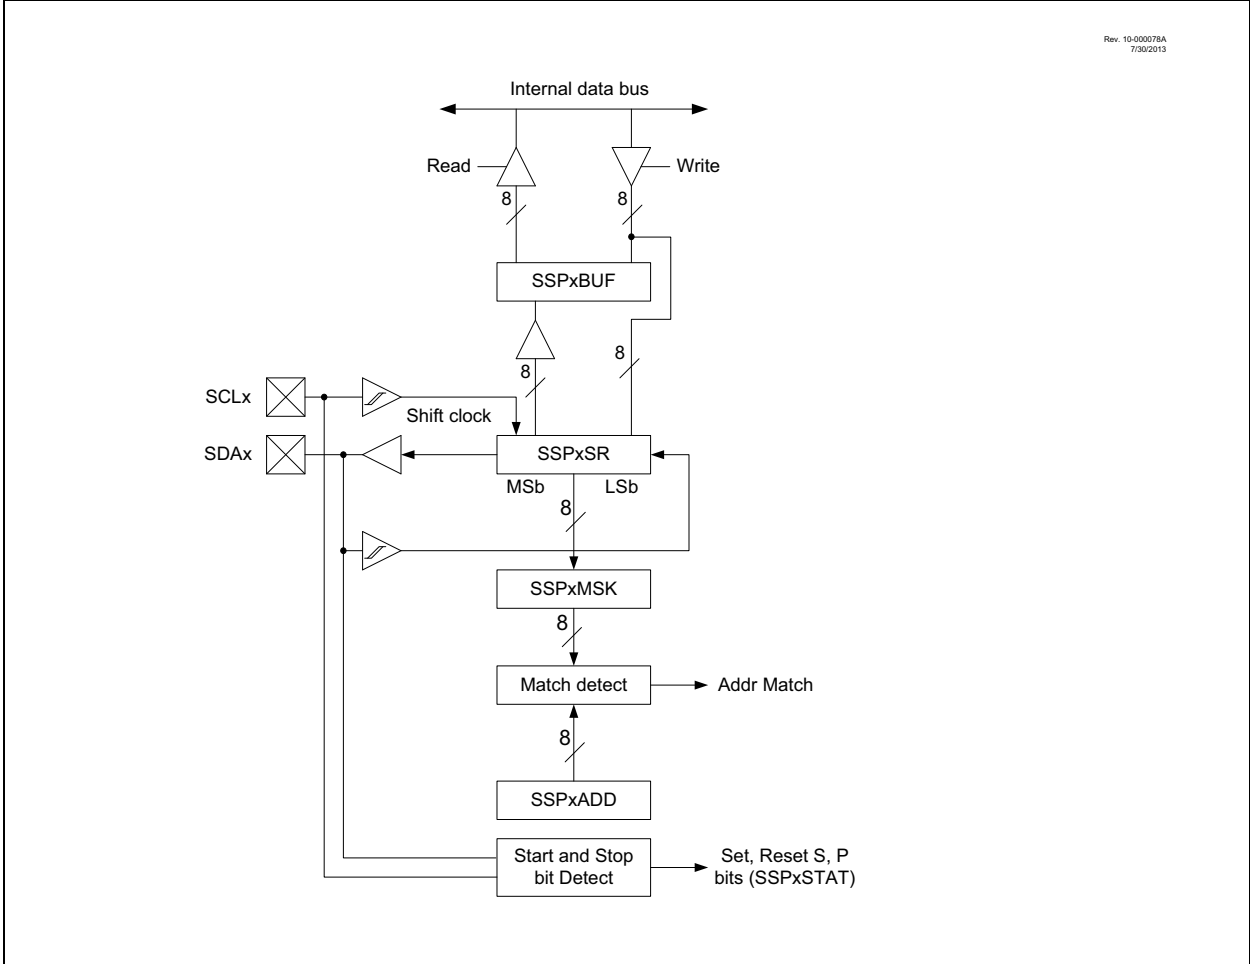 Rev. 10-000078A
7/30/2013
Internal data bus
Read
Write
8
8
SSPxBUF
8
8
SCLx
Shift clock
SDAx
SSPxSR
MSb
LSb
8
SSPxMSK
8
Match detect
Addr Match
8
SSPxADD
Start and Stop
bit Detect
Set, Reset S, P
bits (SSPxSTAT)